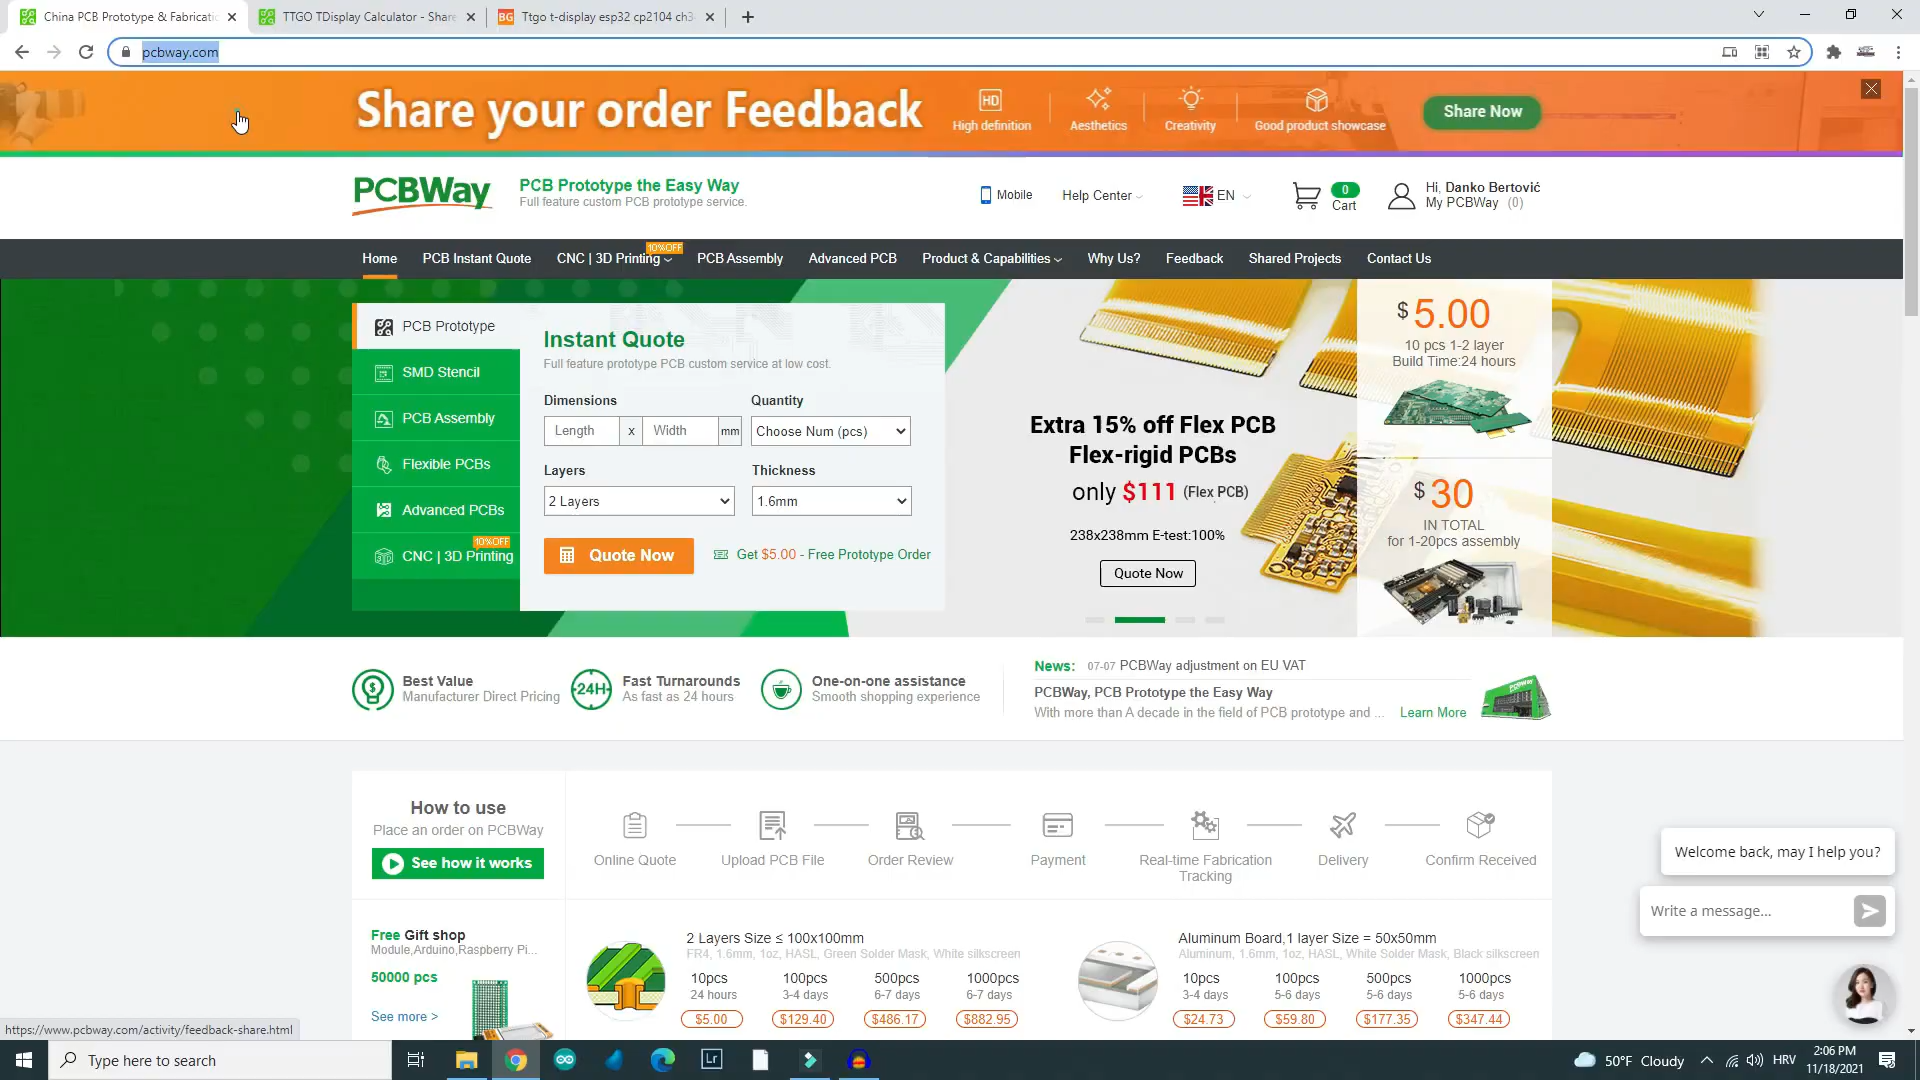 China PCB Prototype & Fabricatio
TTGO TDisplay Calculator - Share
BG Ttgo t-display esp32 cp2104 ch3
pcbway.com
Share your order Feedback
HD
High definition
Aesthetics
Creativity
Good product showcase
Share Now
PCBWay
PCB Prototype the Easy Way
Full feature custom PCB prototype service.
Mobile
Help Center
EN
0
Cart
Hi, Danko Bertović
My PCBWay (0)
Home
PCB Instant Quote
CNC | 3D Printing
10%OFF
PCB Assembly
Advanced PCB
Product & Capabilities
Why Us?
Feedback
Shared Projects
Contact Us
PCB Prototype
SMD Stencil
PCB Assembly
Flexible PCBs
Advanced PCBs
10%OFF
CNC | 3D Printing
Instant Quote
Full feature prototype PCB custom service at low cost.
Dimensions
Quantity
Length x Width mm
Choose Num (pcs)
Layers
Thickness
2 Layers
1.6mm
Quote Now
Get $5.00 - Free Prototype Order
Extra 15% off Flex PCB
Flex-rigid PCBs
only $111 (Flex PCB)
238x238mm E-test:100%
Quote Now
$ 5.00
10 pcs 1-2 layer
Build Time:24 hours
$ 30
IN TOTAL
for 1-20pcs assembly
Best Value
Manufacturer Direct Pricing
24H
Fast Turnarounds
As fast as 24 hours
One-on-one assistance
Smooth shopping experience
News: 07-07 PCBWay adjustment on EU VAT
PCBWay, PCB Prototype the Easy Way
With more than A decade in the field of PCB prototype and ... Learn More
How to use
Place an order on PCBWay
See how it works
Online Quote
Upload PCB File
Order Review
Payment
Real-time Fabrication
Tracking
Delivery
Confirm Received
Free Gift shop
Module,Arduino,Raspberry Pi...
50000 pcs
See more >
2 Layers Size ≤ 100x100mm
FR4, 1.6mm, 1oz, HASL, Green Solder Mask, White silkscreen
10pcs 100pcs 500pcs 1000pcs
24 hours 3-4 days 6-7 days 6-7 days
$5.00 $129.40 $486.17 $882.95
Aluminum Board,1 layer Size = 50x50mm
Aluminum, 1.6mm, 1oz, HASL, White Solder Mask, Black silkscreen
10pcs 100pcs 500pcs 1000pcs
3-4 days 5-6 days 5-6 days 5-6 days
$24.73 $59.80 $177.35 $347.44
Welcome back, may I help you?
Write a message...
https://www.pcbway.com/activity/feedback-share.html
Type here to search
Lr
50°F Cloudy
HRV
2:06 PM
11/18/2021